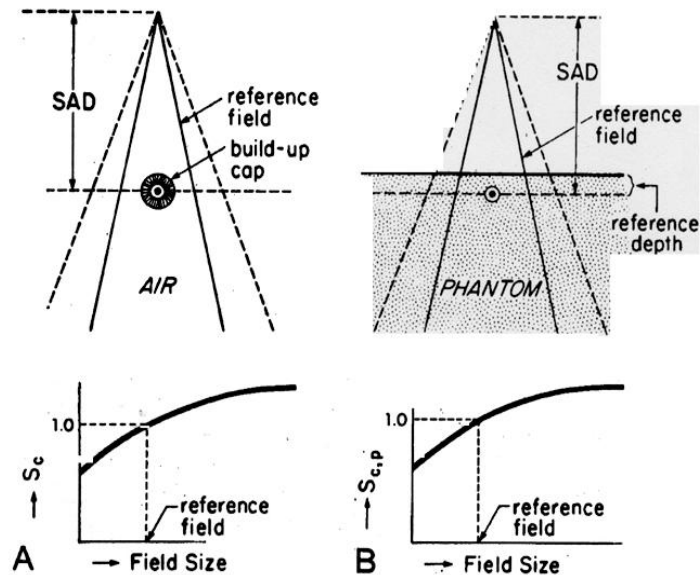 SAD
reference
field
build-up
cap
AIR
SAD
reference
field
reference
depth
PHANTOM
1.0
→ Sc
reference
field
A → Field Size
1.0
→ Sc,p
reference
field
B → Field Size